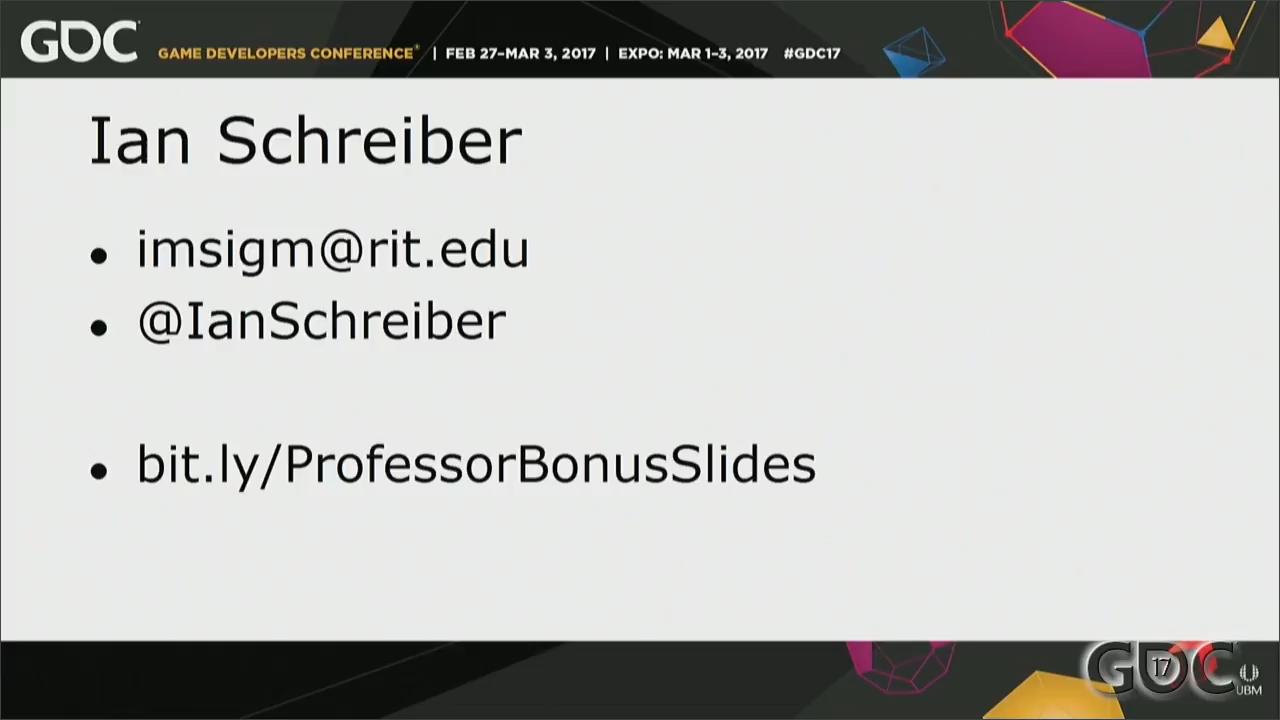 GDC GAME DEVELOPERS CONFERENCE® | FEB 27–MAR 3, 2017 | EXPO: MAR 1–3, 2017 #GDC17
Ian Schreiber
• imsigm@rit.edu
• @IanSchreiber
• bit.ly/ProfessorBonusSlides
GDC 17
UBM